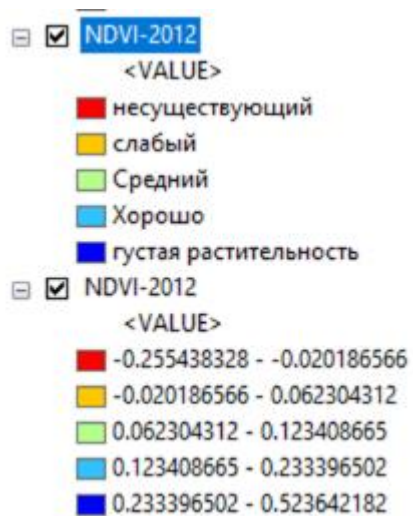 NDVI-2012
<VALUE>
несуществующий
слабый
Средний
Хорошо
густая растительность
NDVI-2012
<VALUE>
-0.255438328 - -0.020186566
-0.020186566 - 0.062304312
0.062304312 - 0.123408665
0.123408665 - 0.233396502
0.233396502 - 0.523642182